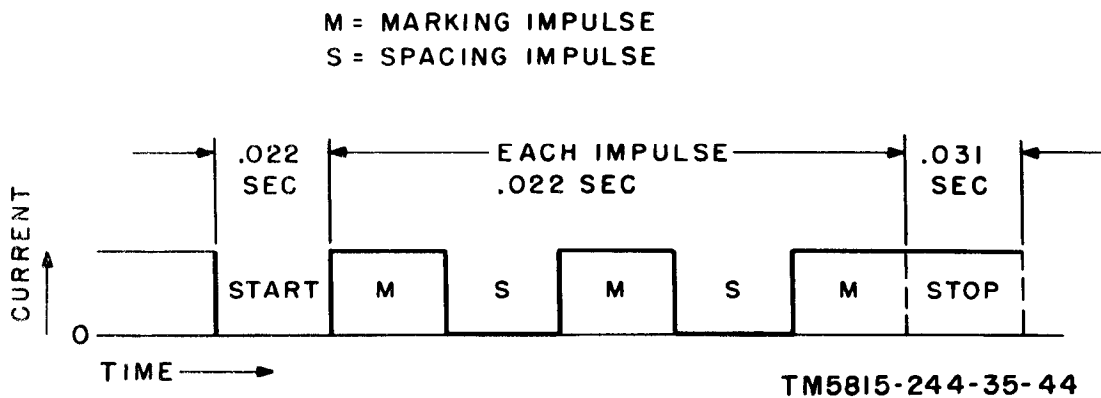 M = MARKING IMPULSE
S = SPACING IMPULSE
.022 SEC
EACH IMPULSE .022 SEC
.031 SEC
CURRENT
START M S M S M STOP
0
TIME
TM5815-244-35-44